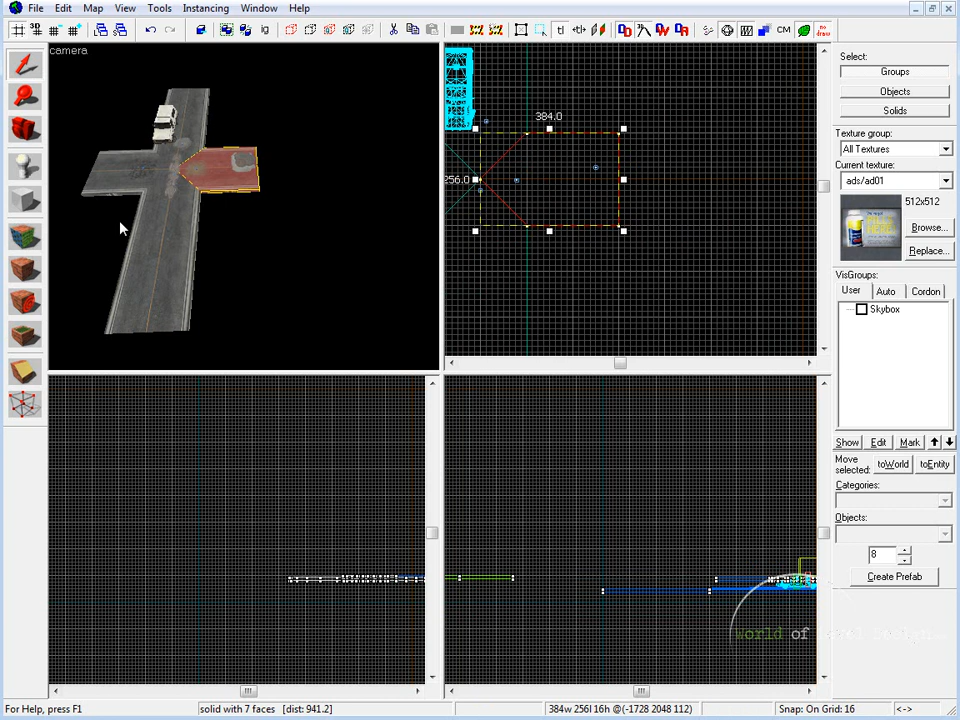 File Edit Map View Tools Instancing Window Help
camera
384.0
256.0
Select:
Groups
Objects
Solids
Texture group:
All Textures
Current texture:
ads/ad01
512x512
Browse...
Replace...
VisGroups:
User Auto Cordon
Skybox
Show Edit Mark
Move selected:
toWorld toEntity
Categories:
Objects:
8
Create Prefab
world of level design
For Help, press F1
solid with 7 faces [dist: 941.2]
384w 256l 16h @(-1728 2048 112)
Snap: On Grid: 16
<->